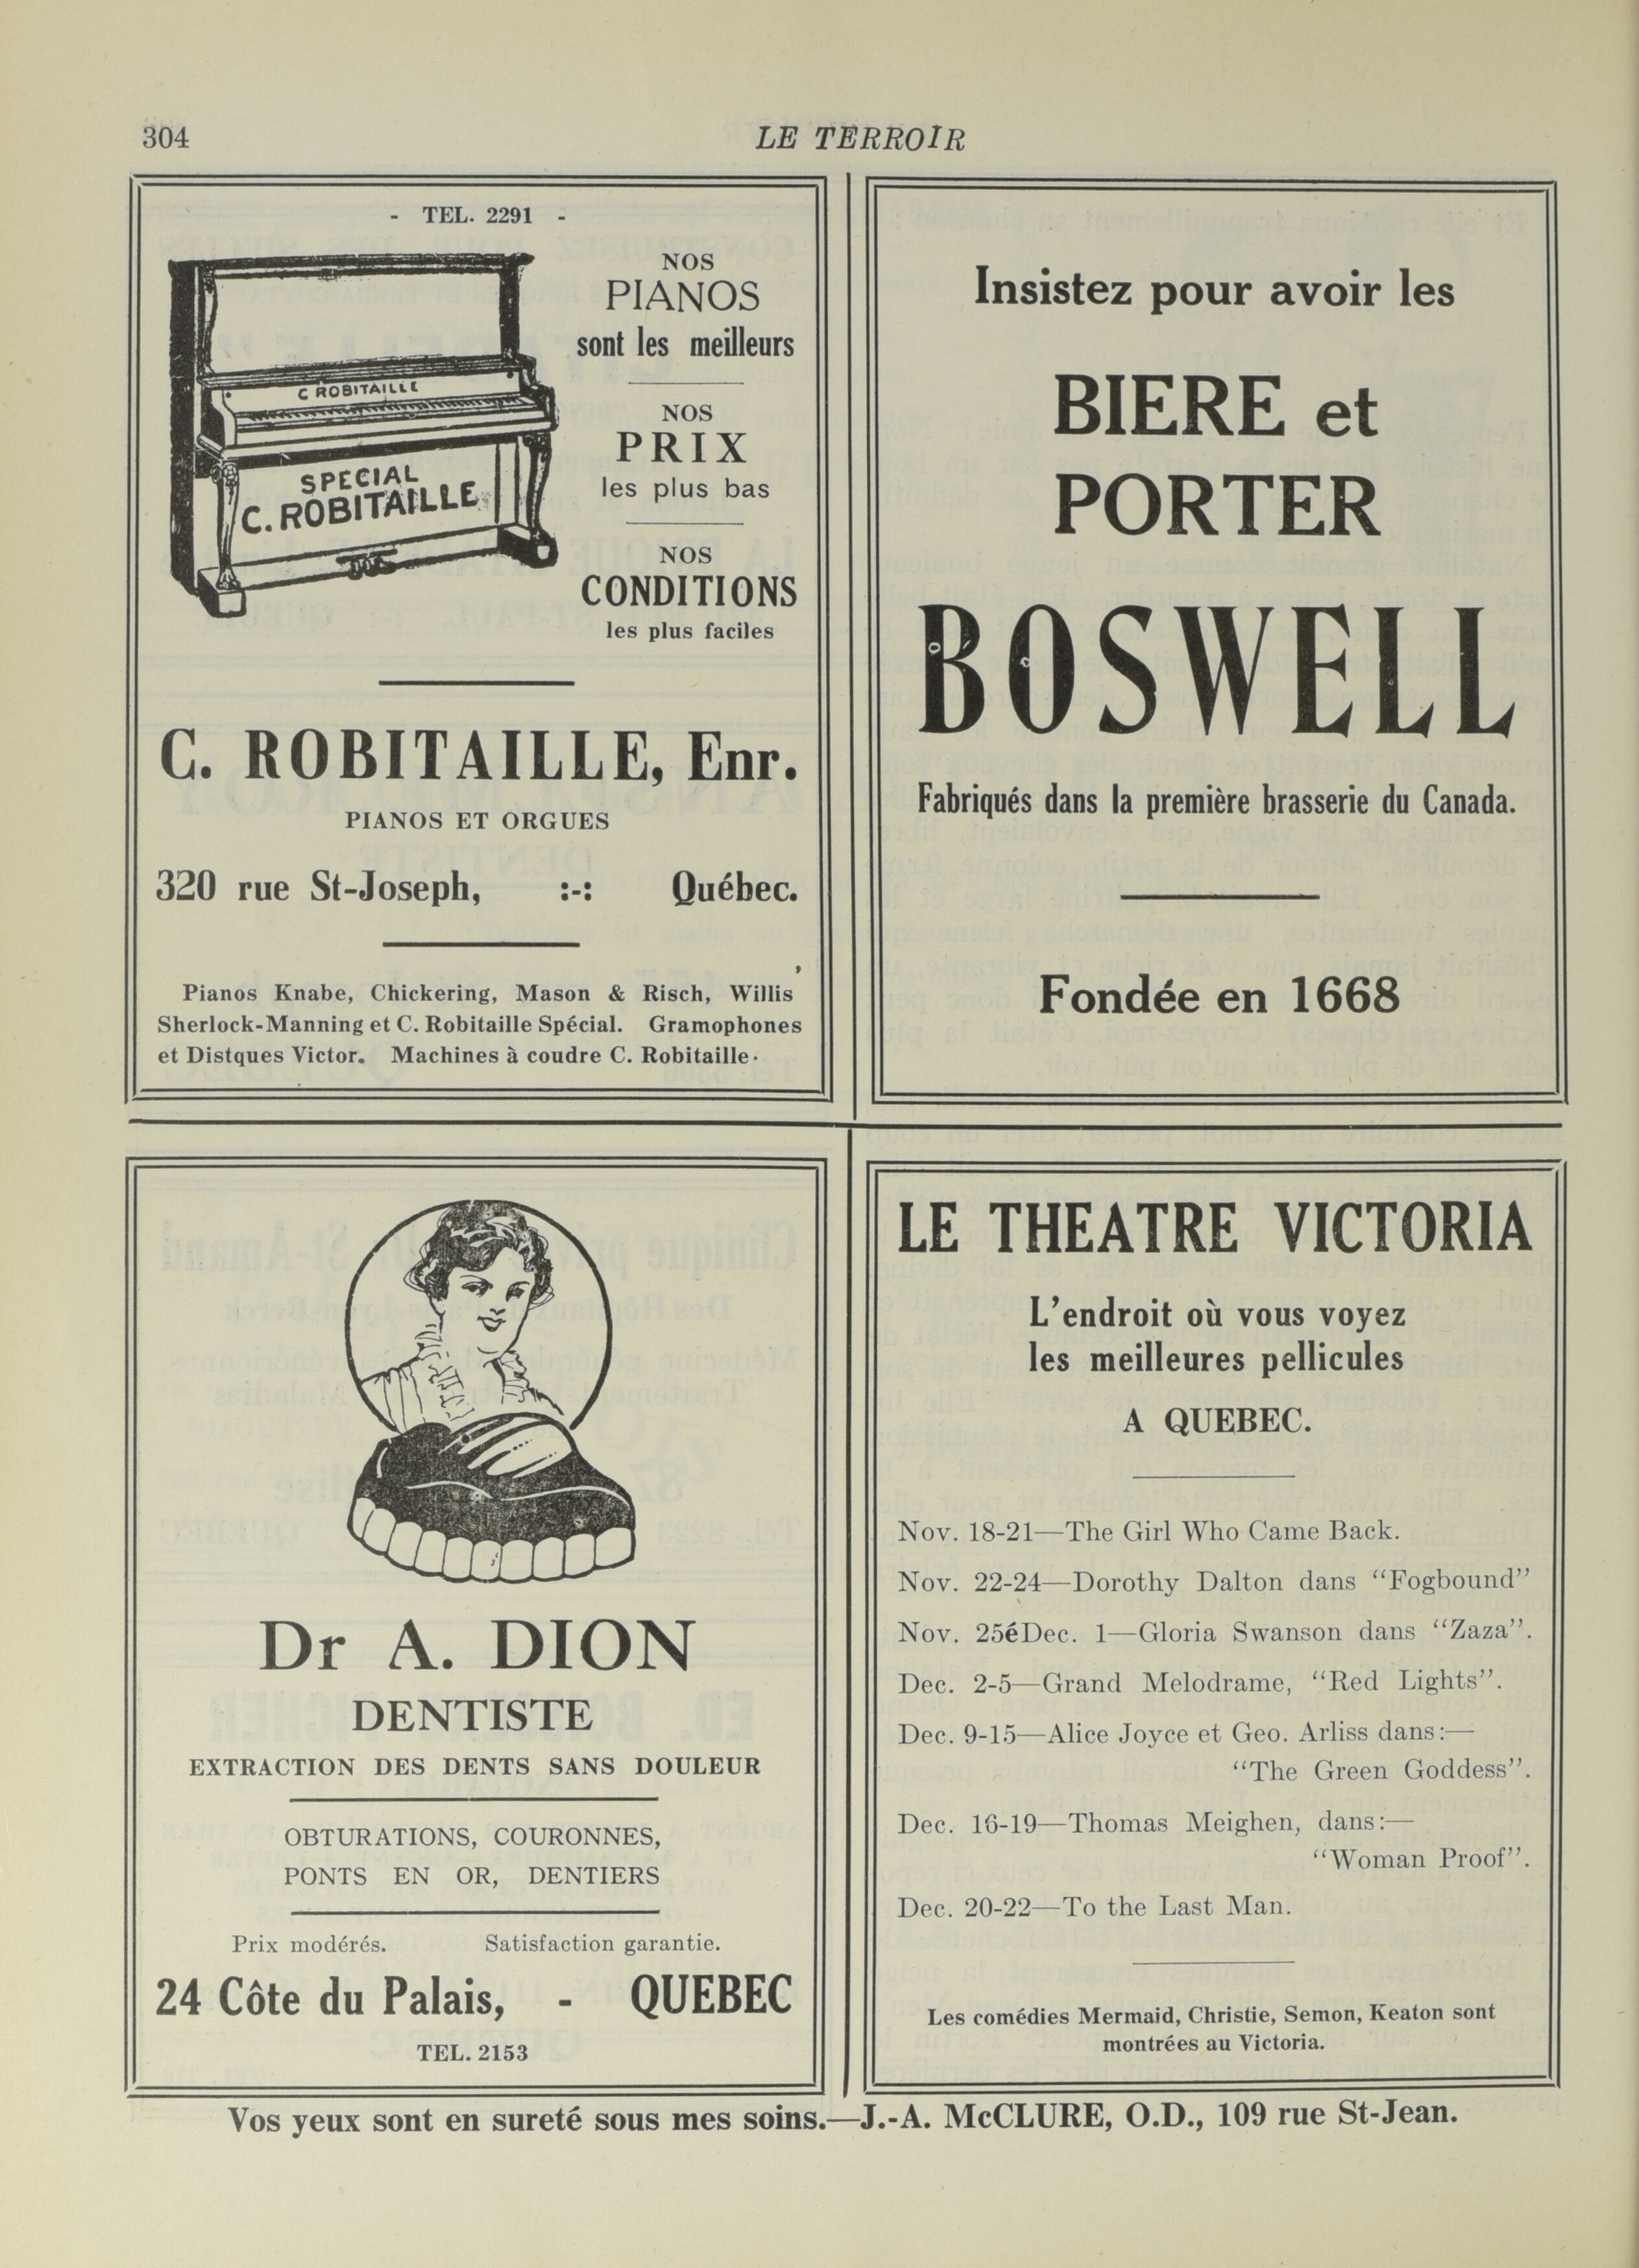 304
LE TERROIR
- TEL. 2291 -
C ROBITAILLE
SPECIAL
C. ROBITAILLE
NOS
PIANOS
sont les meilleurs
NOS
PRIX
les plus bas
NOS
CONDITIONS
les plus faciles
C. ROBITAILLE, Enr.
PIANOS ET ORGUES
320 rue St-Joseph, :-: Québec.
Pianos Knabe, Chickering, Mason & Risch, Willis
Sherlock-Manning et C. Robitaille Spécial. Gramophones
et Distques Victor. Machines à coudre C. Robitaille.
Insistez pour avoir les
BIERE et
PORTER
BOSWELL
Fabriqués dans la première brasserie du Canada.
Fondée en 1668
Dr A. DION
DENTISTE
EXTRACTION DES DENTS SANS DOULEUR
OBTURATIONS, COURONNES,
PONTS EN OR, DENTIERS
Prix modérés. Satisfaction garantie.
24 Côte du Palais, - QUEBEC
TEL. 2153
LE THEATRE VICTORIA
L'endroit où vous voyez
les meilleures pellicules
A QUEBEC.
Nov. 18-21—The Girl Who Came Back.
Nov. 22-24—Dorothy Dalton dans “Fogbound”
Nov. 25éDec. 1—Gloria Swanson dans “Zaza”.
Dec. 2-5—Grand Melodrame, “Red Lights”.
Dec. 9-15—Alice Joyce et Geo. Arliss dans:—
“The Green Goddess”.
Dec. 16-19—Thomas Meighen, dans:—
“Woman Proof”.
Dec. 20-22—To the Last Man.
Les comédies Mermaid, Christie, Semon, Keaton sont
montrées au Victoria.
Vos yeux sont en sureté sous mes soins.—J.-A. McCLURE, O.D., 109 rue St-Jean.